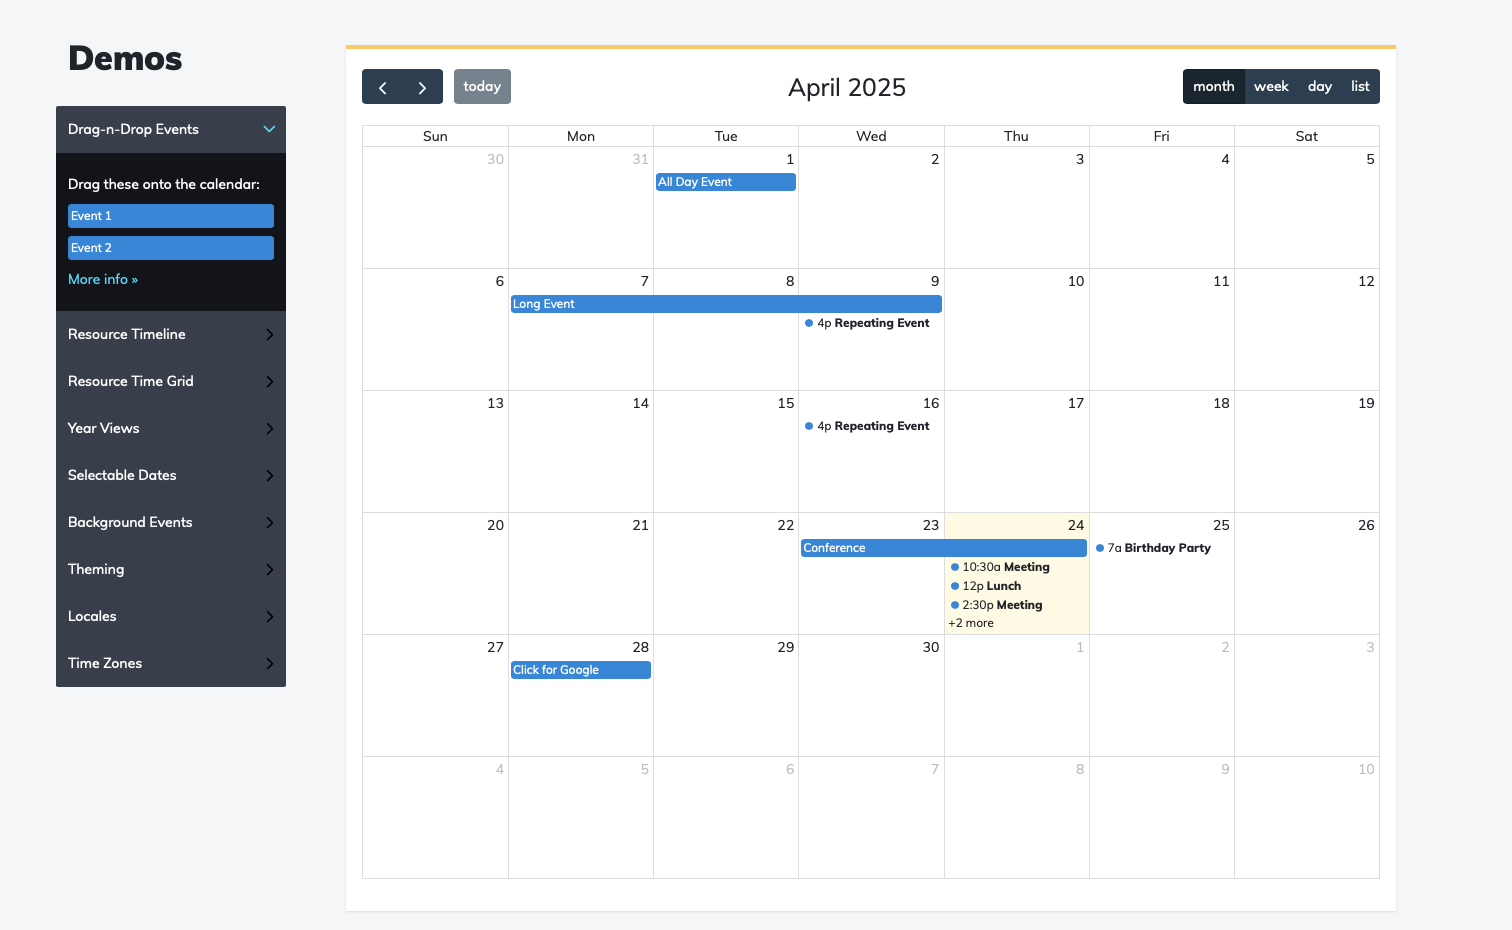 Demos
Drag-n-Drop Events
Drag these onto the calendar:
Event 1
Event 2
More info »
Resource Timeline
Resource Time Grid
Year Views
Selectable Dates
Background Events
Theming
Locales
Time Zones
today
April 2025
month week day list
Sun Mon Tue Wed Thu Fri Sat
30 31 1 2 3 4 5
All Day Event
6 7 8 9 10 11 12
Long Event
4p Repeating Event
13 14 15 16 17 18 19
4p Repeating Event
20 21 22 23 24 25 26
Conference
7a Birthday Party
10:30a Meeting
12p Lunch
2:30p Meeting
+2 more
27 28 29 30 1 2 3
Click for Google
4 5 6 7 8 9 10